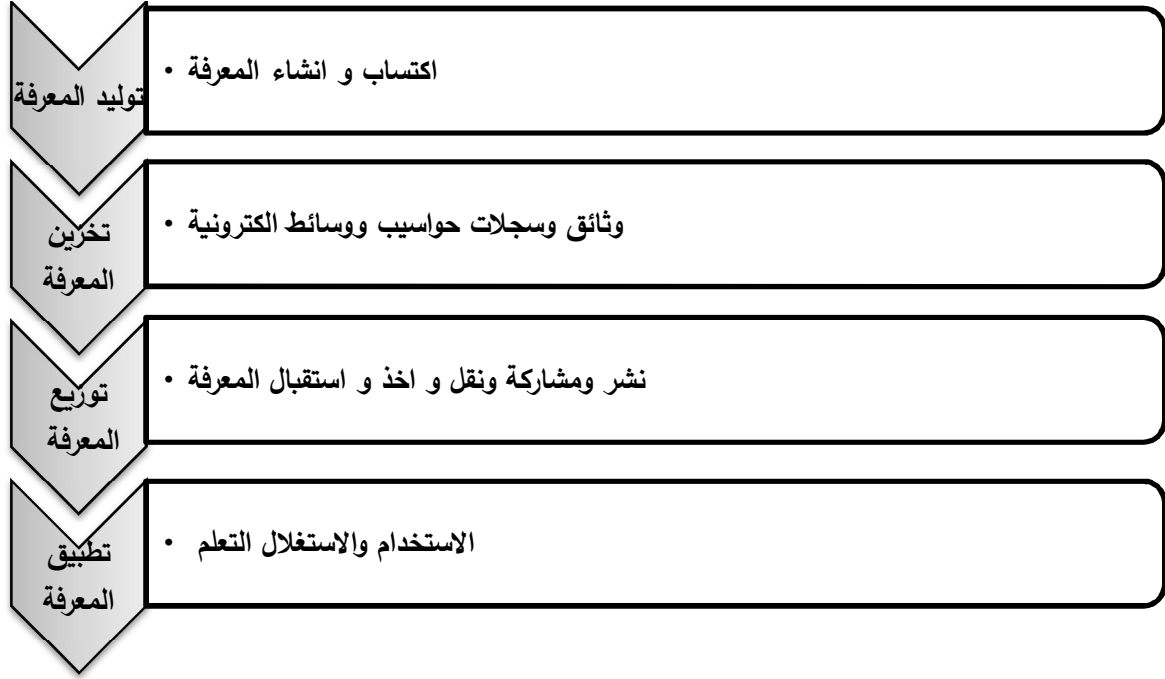 توليد المعرفة
اكتساب و انشاء المعرفة •
تخزين
المعرفة
وثائق وسجلات حواسيب ووسائط الكترونية •
توزيع
المعرفة
نشر ومشاركة ونقل و اخذ و استقبال المعرفة •
تطبيق
المعرفة
الاستخدام والاستغلال التعلم •